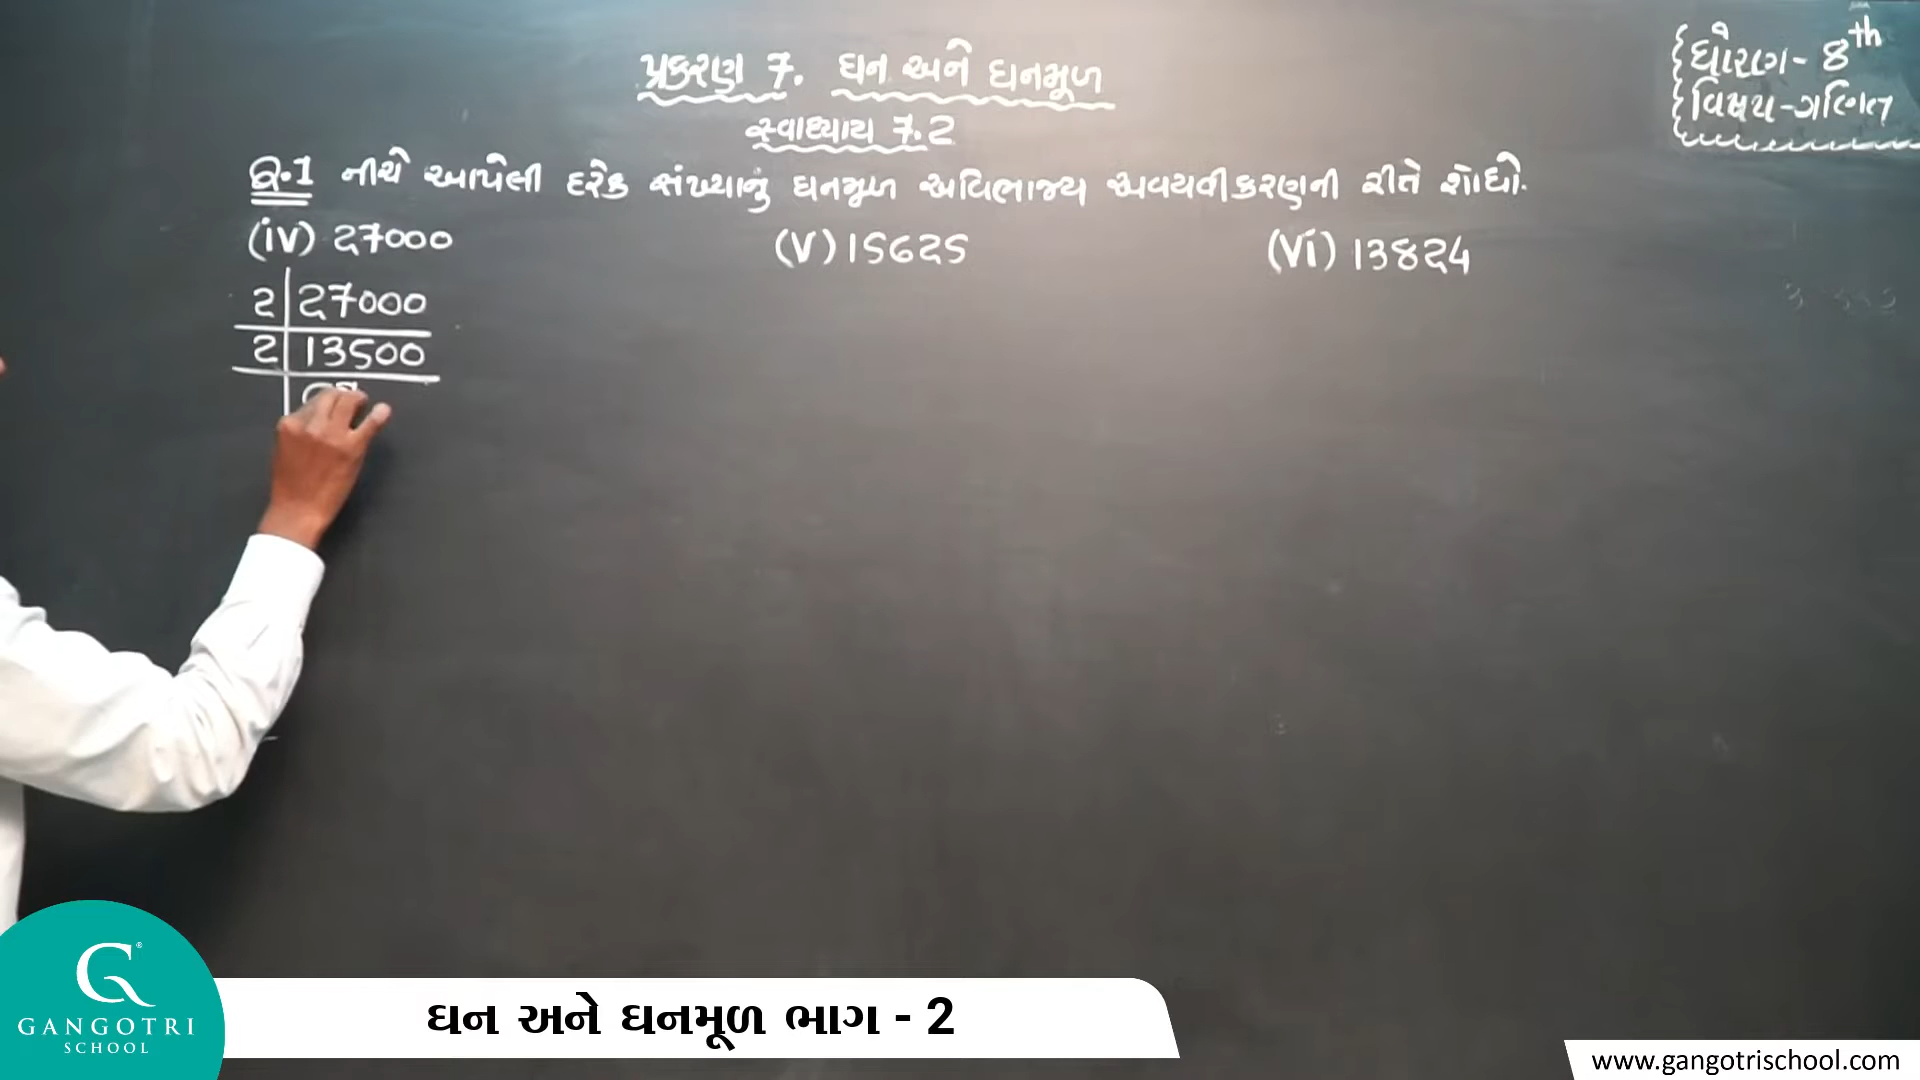 પ્રકરણ 7. ઘન અને ઘનમૂળ
ધોરણ - 8th
વિષય - ગણિત
સ્વાધ્યાય 7.2
Q.1 નીચે આપેલી દરેક સંખ્યાનું ઘનમૂળ અવિભાજ્ય અવયવીકરણની રીતે શોધો.
(iv) 27000 (V) 15625 (Vi) 13824
2 27000
2 13500
G®
GANGOTRI
SCHOOL
ઘન અને ઘનમૂળ ભાગ - 2
www.gangotrischool.com